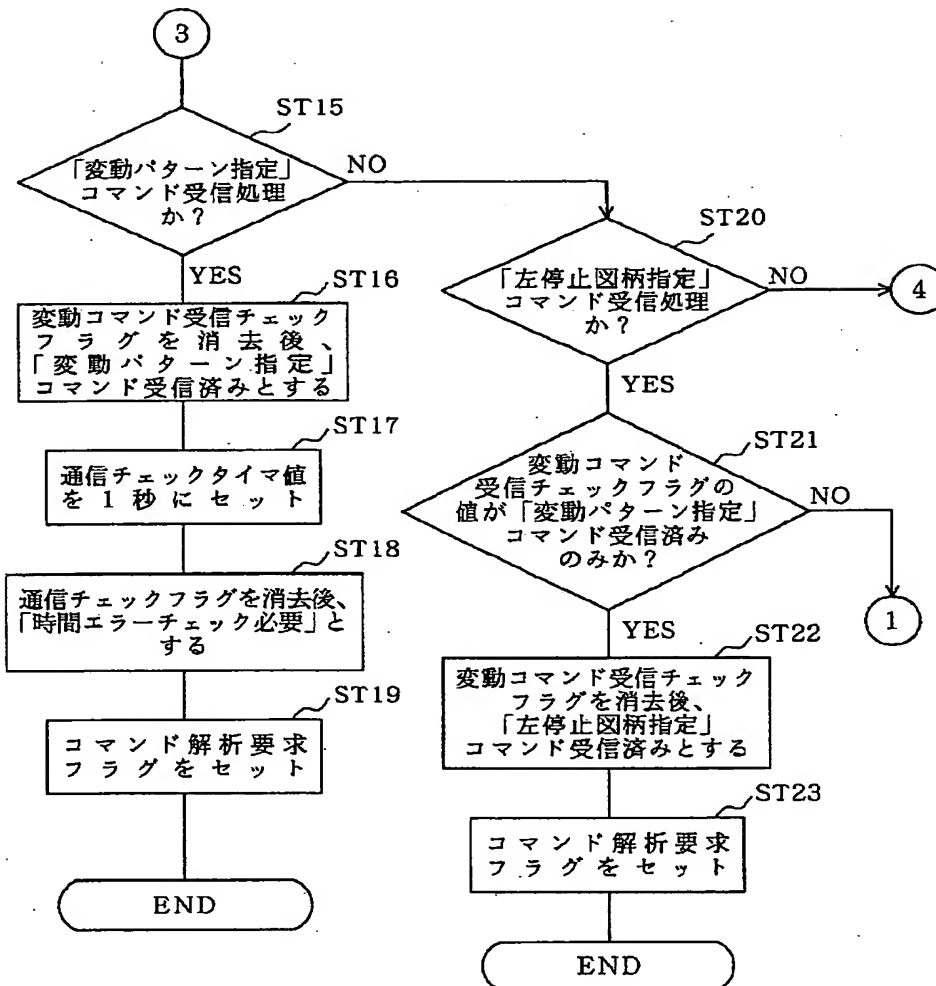 3
ST15
「変動パターン指定」
コマンド受信処理
か?
NO
YES
ST16
変動コマンド受信チェック
フラグを消去後、
「変動パターン指定」
コマンド受信済みとする
ST17
通信チェックタイマ値
を1秒にセット
ST18
通信チェックフラグを消去後、
「時間エラーチェック必要」と
する
ST19
コマンド解析要求
フラグをセット
END
ST20
「左停止図柄指定」
コマンド受信処理
か?
NO
4
YES
ST21
変動コマンド
受信チェックフラグの
値が「変動パターン指定」
コマンド受信済み
のみか?
NO
1
YES
ST22
変動コマンド受信チェック
フラグを消去後、
「左停止図柄指定」
コマンド受信済みとする
ST23
コマンド解析要求
フラグをセット
END